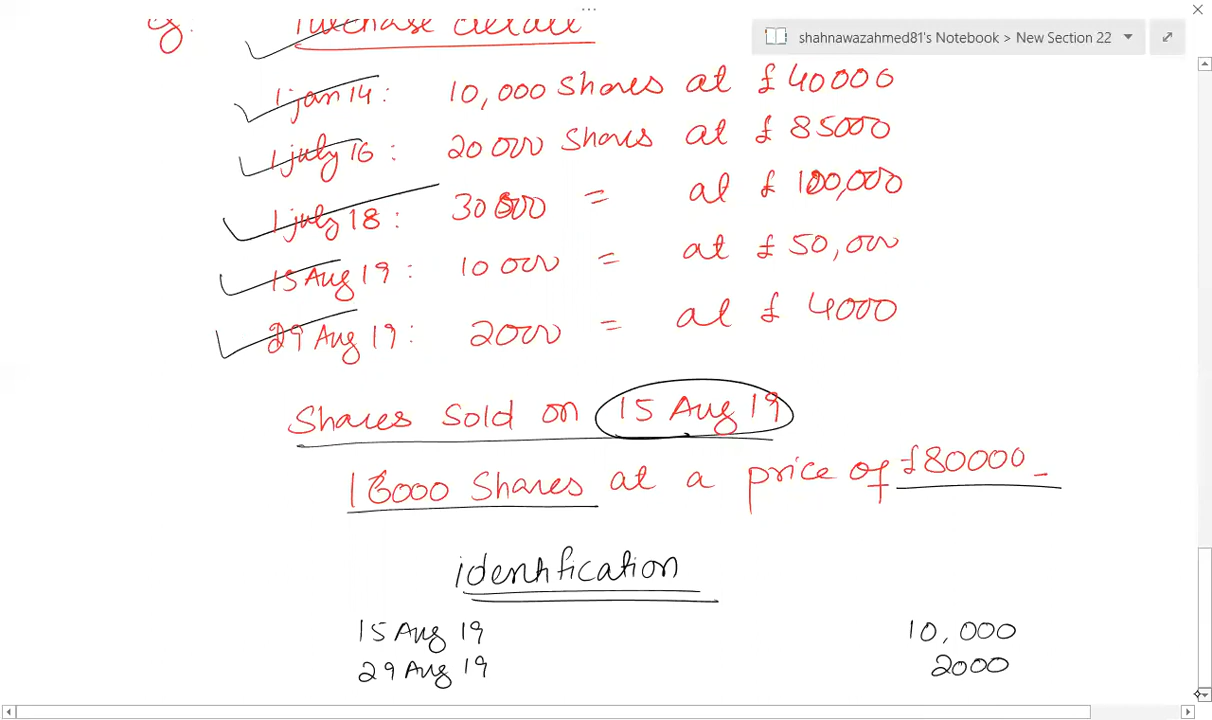 shahnawazahmed81's Notebook > New Section 22
eg. Purchase detail
1 jan 14: 10,000 Shares at £40000
1 july 16: 20000 Shares at £85000
1 july 18: 30000 = at £100,000
15 Aug 19: 10000 = at £50,000
29 Aug 19: 2000 = at £4000
Shares Sold on 15 Aug 19
Shares at a price of £80000
identification
15 Aug 19 10,000
29 Aug 19 2000